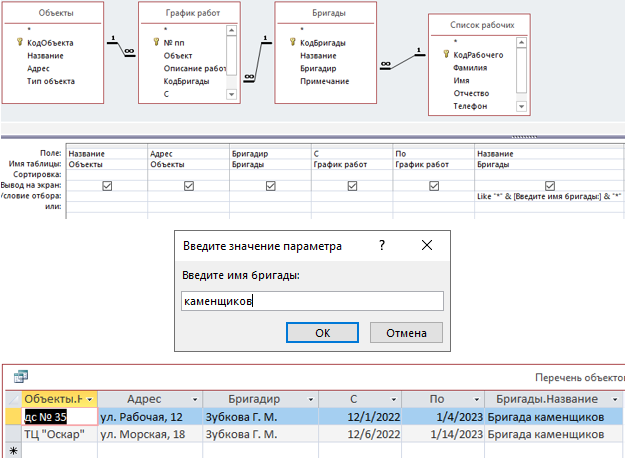 Объекты
*
КодОбъекта
Название
Адрес
Тип объекта
График работ
*
№ пп
Объект
Описание работ
КодБригады
С
Бригады
*
КодБригады
Название
Бригадир
Примечание
Список рабочих
*
КодРабочего
Фамилия
Имя
Отчество
Телефон
1 ∞ ∞ 1 ∞ 1
Поле: Название Адрес Бригадир С По Название
Имя таблицы: Объекты Объекты Бригады График работ График работ Бригады
Сортировка:
Вывод на экран:
словие отбора: Like "*" & [Введите имя бригады:] & "*"
или:
Введите значение параметра ? ×
Введите имя бригады:
каменщиков
ОК Отмена
Перечень объектов
Объекты.Н Адрес Бригадир С По Бригады.Название
дс № 35 ул. Рабочая, 12 Зубкова Г. М. 12/1/2022 1/4/2023 Бригада каменщиков
ТЦ "Оскар" ул. Морская, 18 Зубкова Г. М. 12/6/2022 1/14/2023 Бригада каменщиков
*